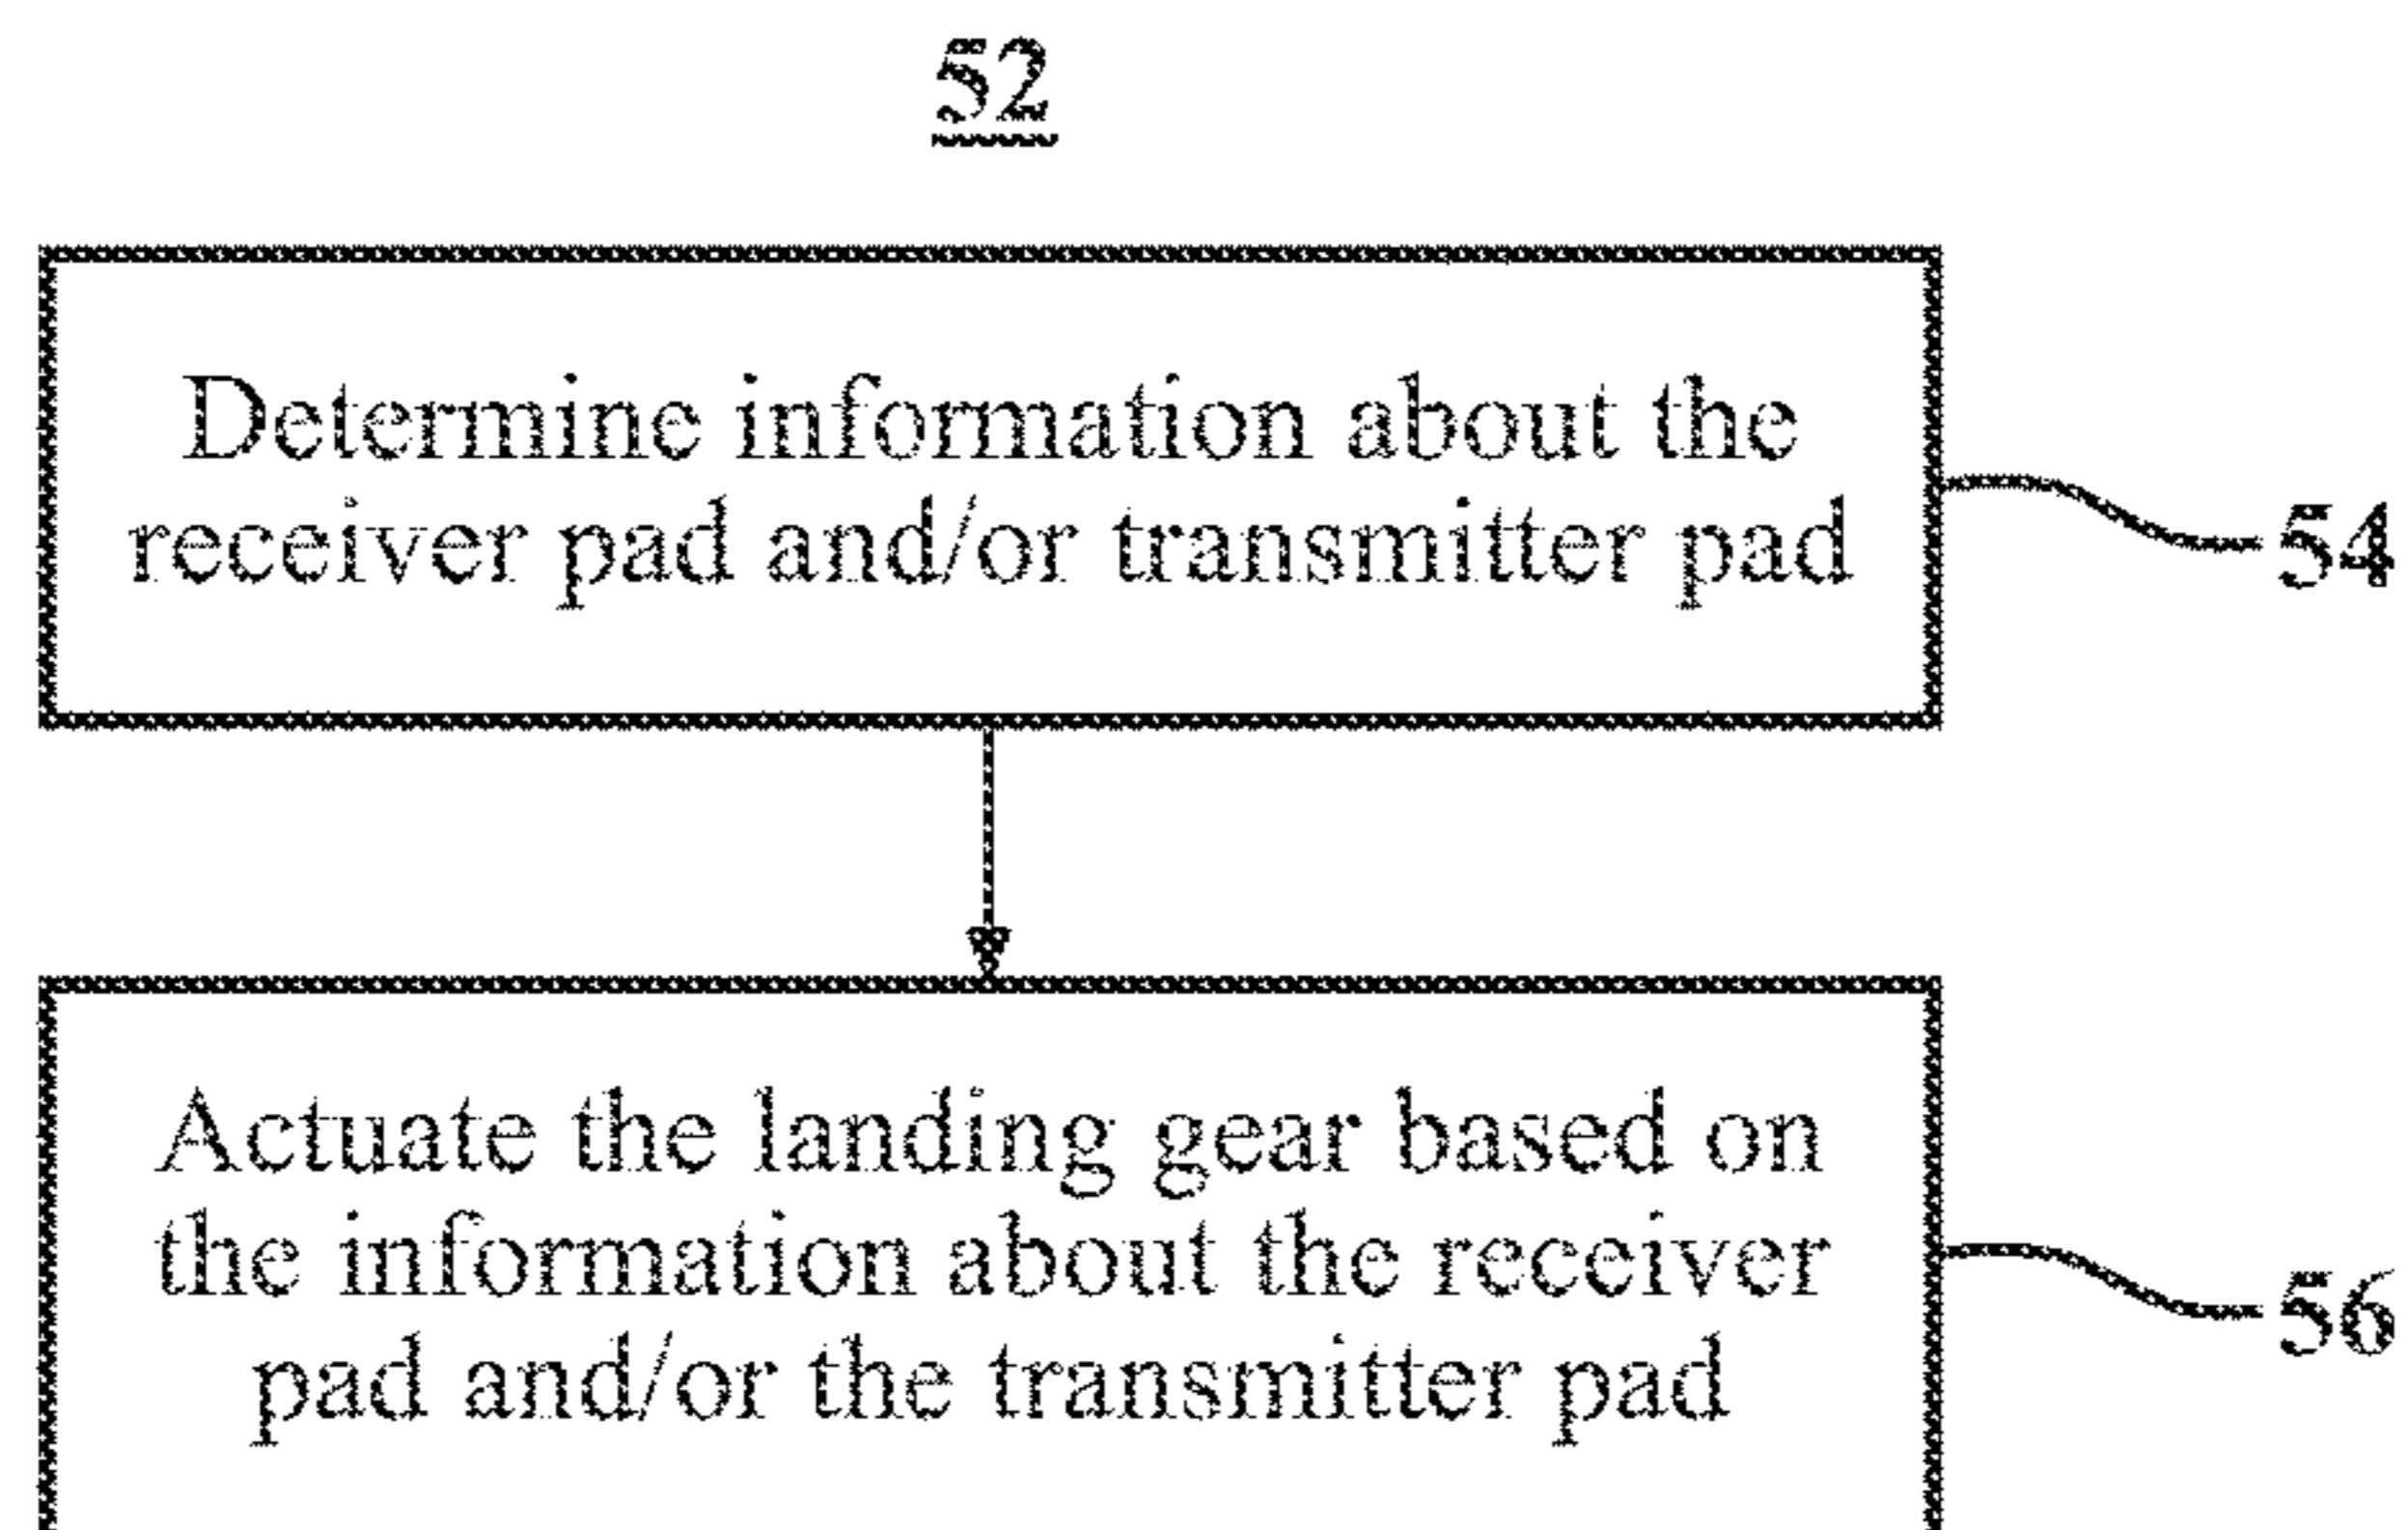 52
Determine information about the
receiver pad and/or transmitter pad
54
Actuate the landing gear based on
the information about the receiver
pad and/or the transmitter pad
56